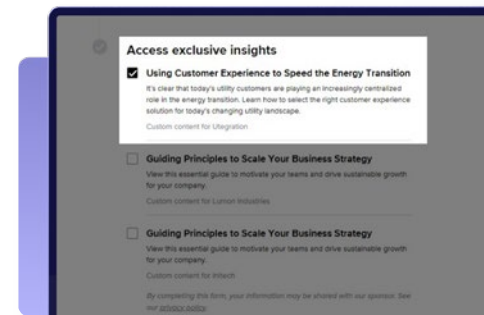 Access exclusive insights
Using Customer Experience to Speed the Energy Transition
It's clear that today's utility customers are playing an increasingly centralized
role in the energy transition. Learn how to select the right customer experience
solution for today's changing utility landscape.
Custom content for Utegration
Guiding Principles to Scale Your Business Strategy
View this essential guide to motivate your teams and drive sustainable growth
for your company.
Custom content for Lumon Industries
Guiding Principles to Scale Your Business Strategy
View this essential guide to motivate your teams and drive sustainable growth
for your company.
Custom content for Initech
By completing this form, your information may be shared with our sponsor. See
our privacy policy.